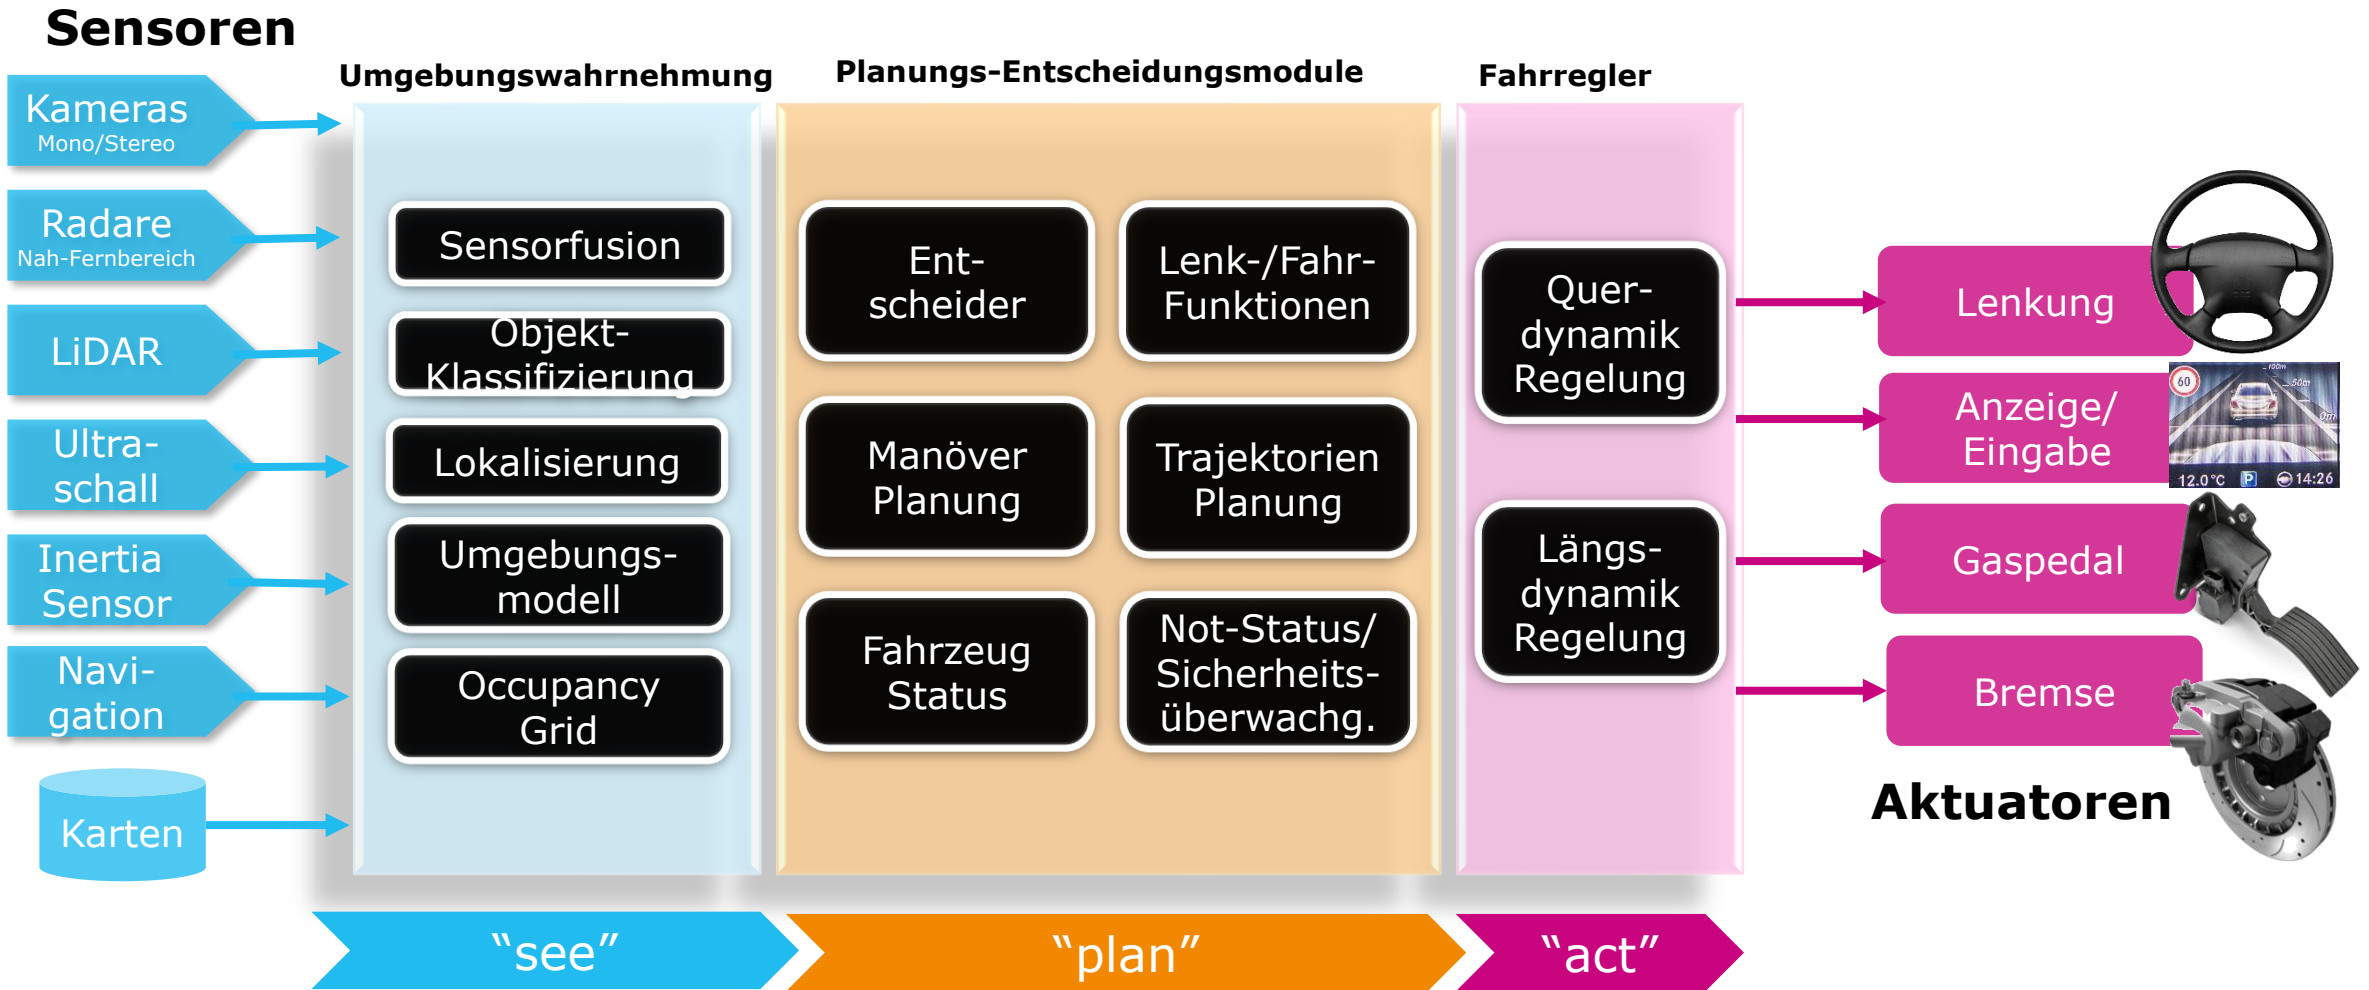 Sensoren
Kameras
Mono/Stereo
Radare
Nah-Fernbereich
LiDAR
Ultra-
schall
Inertia
Sensor
Navi-
gation
Karten
Umgebungswahrnehmung
Sensorfusion
Objekt-
Klassifizierung
Lokalisierung
Umgebungs-
modell
Occupancy
Grid
Planungs-Entscheidungsmodule
Ent-
scheider
Lenk-/Fahr-
Funktionen
Manöver
Planung
Trajektorien
Planung
Fahrzeug
Status
Not-Status/
Sicherheits-
überwachg.
Fahrregler
Quer-
dynamik
Regelung
Längs-
dynamik
Regelung
Lenkung
Anzeige/
Eingabe
60
100m
50m
0m
12.0°C P 14:26
Gaspedal
Bremse
Aktuatoren
“see”
“plan”
“act”